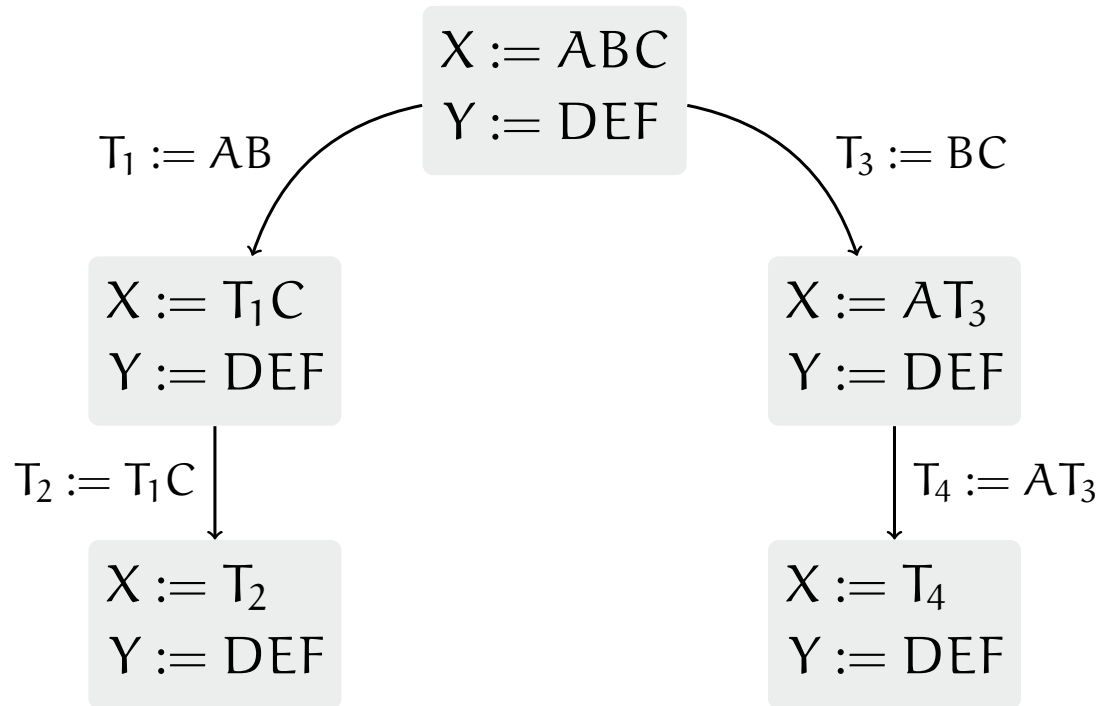 X := ABC
Y := DEF
T₁ := AB
T₃ := BC
X := T₁C
Y := DEF
X := AT₃
Y := DEF
T₂ := T₁C
T₄ := AT₃
X := T₂
Y := DEF
X := T₄
Y := DEF